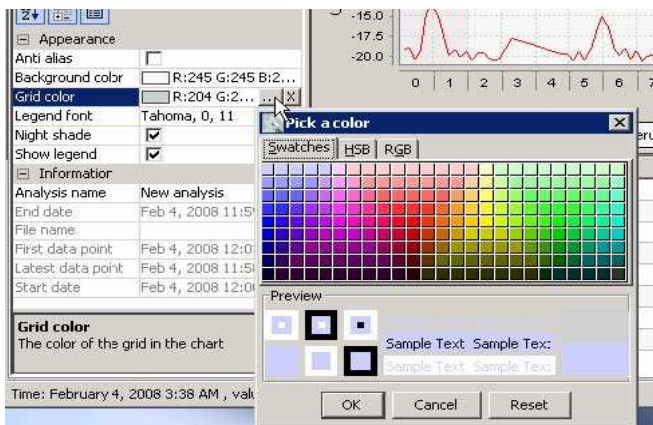 -15.0
-17.5
-20.0
0 1 2 3 4 5 6
Appearance
Anti alias
Background color R:245 G:245 B:2...
Grid color R:204 G:2... ... X
Legend font Tahoma, 0, 11
Night shade
Show legend
Information
Analysis name New analysis
End date Feb 4, 2008 11:5
File name
First data point Feb 4, 2008 12:0
Latest data point Feb 4, 2008 11:5
Start date Feb 4, 2008 12:0
Grid color
The color of the grid in the chart
Time: February 4, 2008 3:38 AM , valu
Pick a color
Swatches HSB RGB
Preview
Sample Text Sample Tex
Sample Text Sample Tex
OK Cancel Reset